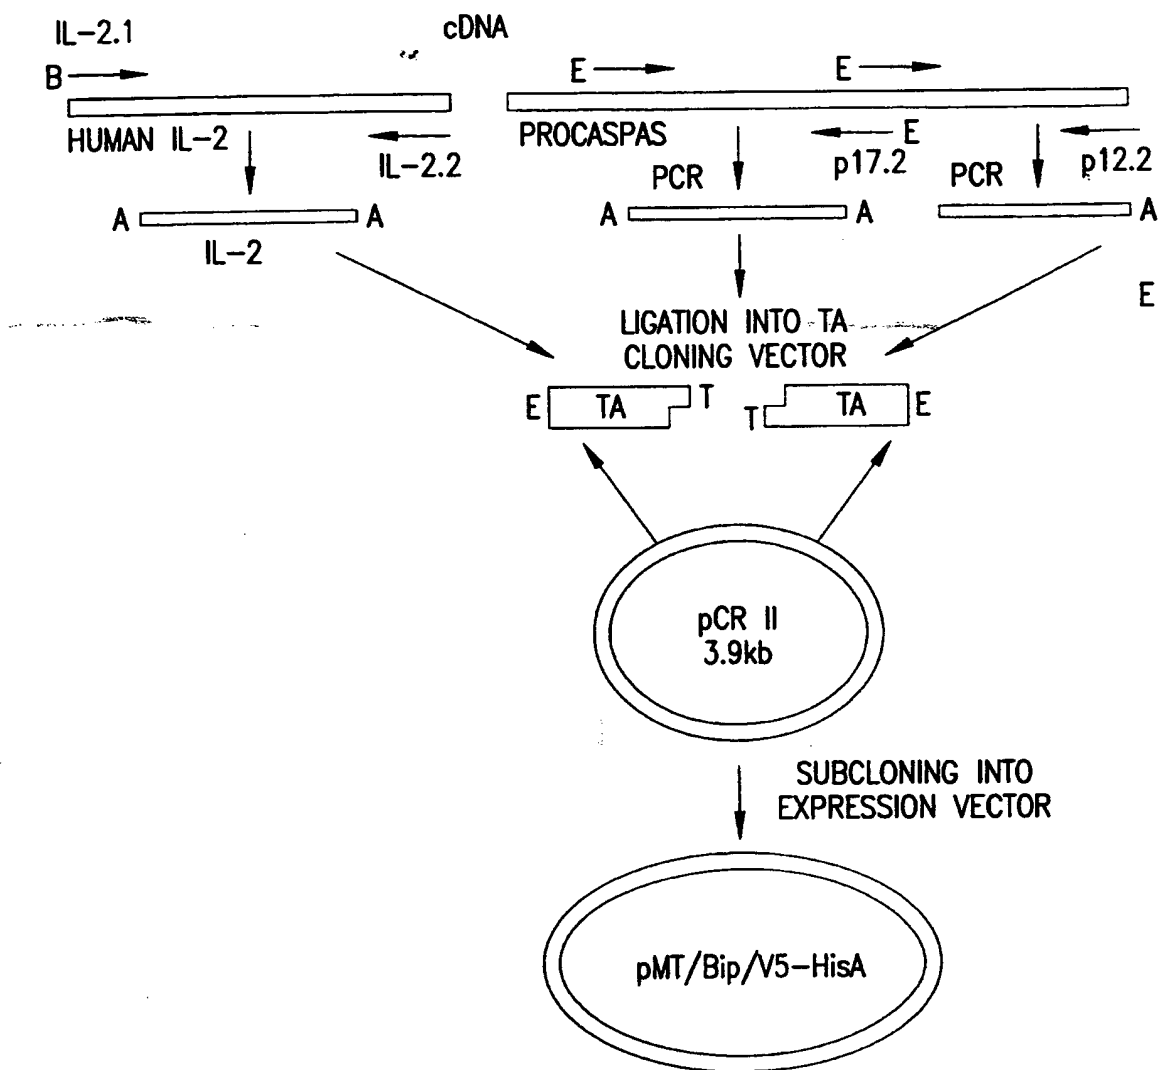 IL-2.1
cDNA
B
E
E
HUMAN IL-2
IL-2.2
PROCASPAS
E
p17.2
p12.2
PCR
PCR
A
A
IL-2
A
A
A
E
LIGATION INTO TA
CLONING VECTOR
E
TA
T
T
TA
E
pCR II
3.9kb
SUBCLONING INTO
EXPRESSION VECTOR
pMT/Bip/V5-HisA